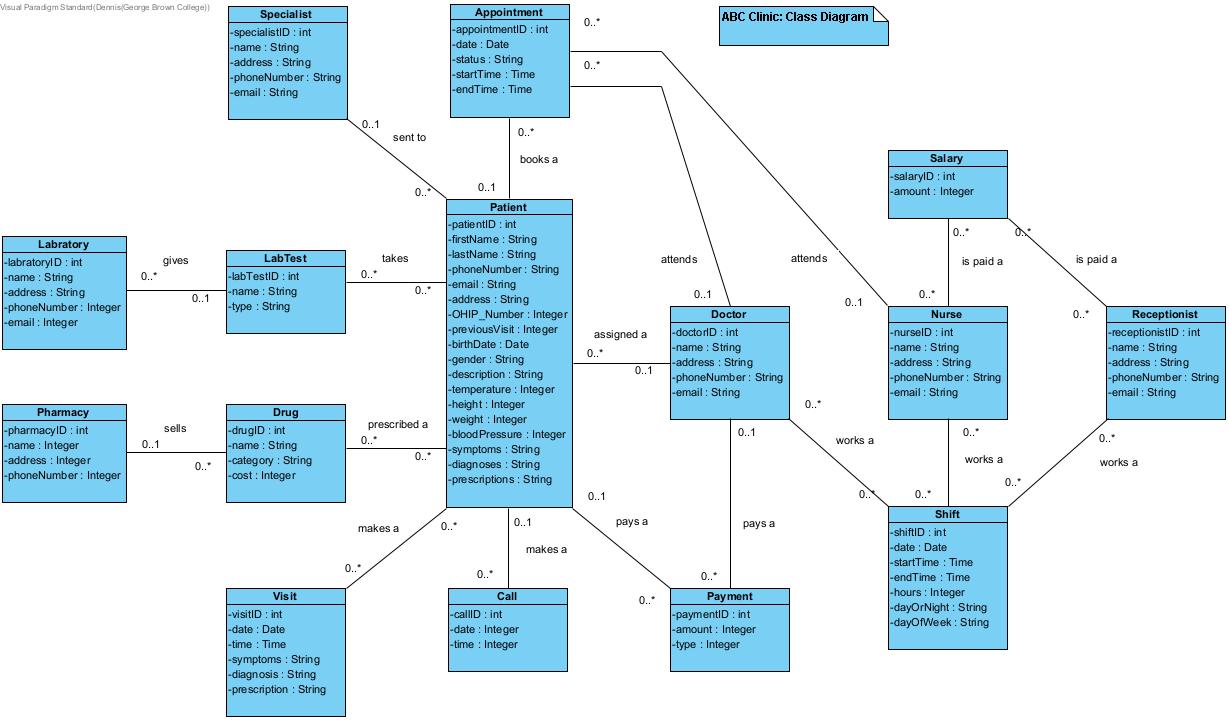 Visual Paradigm Standard(Dennis(George Brown College))
ABC Clinic: Class Diagram
Specialist
-specialistID : int
-name : String
-address : String
-phoneNumber : String
-email : String
Appointment
-appointmentID : int
-date : Date
-status : String
-startTime : Time
-endTime : Time
0..*
0..*
0..1
sent to
0..*
0..*
books a
0..1
Salary
-salaryID : int
-amount : Integer
0..*
0..*
is paid a
is paid a
0..*
0..*
attends
attends
0..1
0..1
Labratory
-labratoryID : int
-name : String
-address : String
-phoneNumber : Integer
-email : Integer
gives
0..*
0..1
LabTest
-labTestID : int
-name : String
-type : String
takes
0..*
0..*
Patient
-patientID : int
-firstName : String
-lastName : String
-phoneNumber : String
-email : String
-address : String
-OHIP_Number : Integer
-previousVisit : Integer
-birthDate : Date
-gender : String
-description : String
-temperature : Integer
-height : Integer
-weight : Integer
-bloodPressure : Integer
-symptoms : String
-diagnoses : String
-prescriptions : String
assigned a
0..*
0..1
Doctor
-doctorID : int
-name : String
-address : String
-phoneNumber : String
-email : String
Nurse
-nurseID : int
-name : String
-address : String
-phoneNumber : String
-email : String
Receptionist
-receptionistID : int
-name : String
-address : String
-phoneNumber : String
-email : String
Pharmacy
-pharmacyID : int
-name : Integer
-address : Integer
-phoneNumber : Integer
sells
0..1
0..*
Drug
-drugID : int
-name : String
-category : String
-cost : Integer
prescribed a
0..*
0..*
0..*
works a
0..*
0..1
pays a
0..*
0..*
works a
0..*
0..*
works a
0..*
makes a
0..*
0..*
0..1
makes a
0..*
0..1
pays a
0..*
Visit
-visitID : int
-date : Date
-time : Time
-symptoms : String
-diagnosis : String
-prescription : String
Call
-callID : int
-date : Integer
-time : Integer
Payment
-paymentID : int
-amount : Integer
-type : Integer
Shift
-shiftID : int
-date : Date
-startTime : Time
-endTime : Time
-hours : Integer
-dayOrNight : String
-dayOfWeek : String